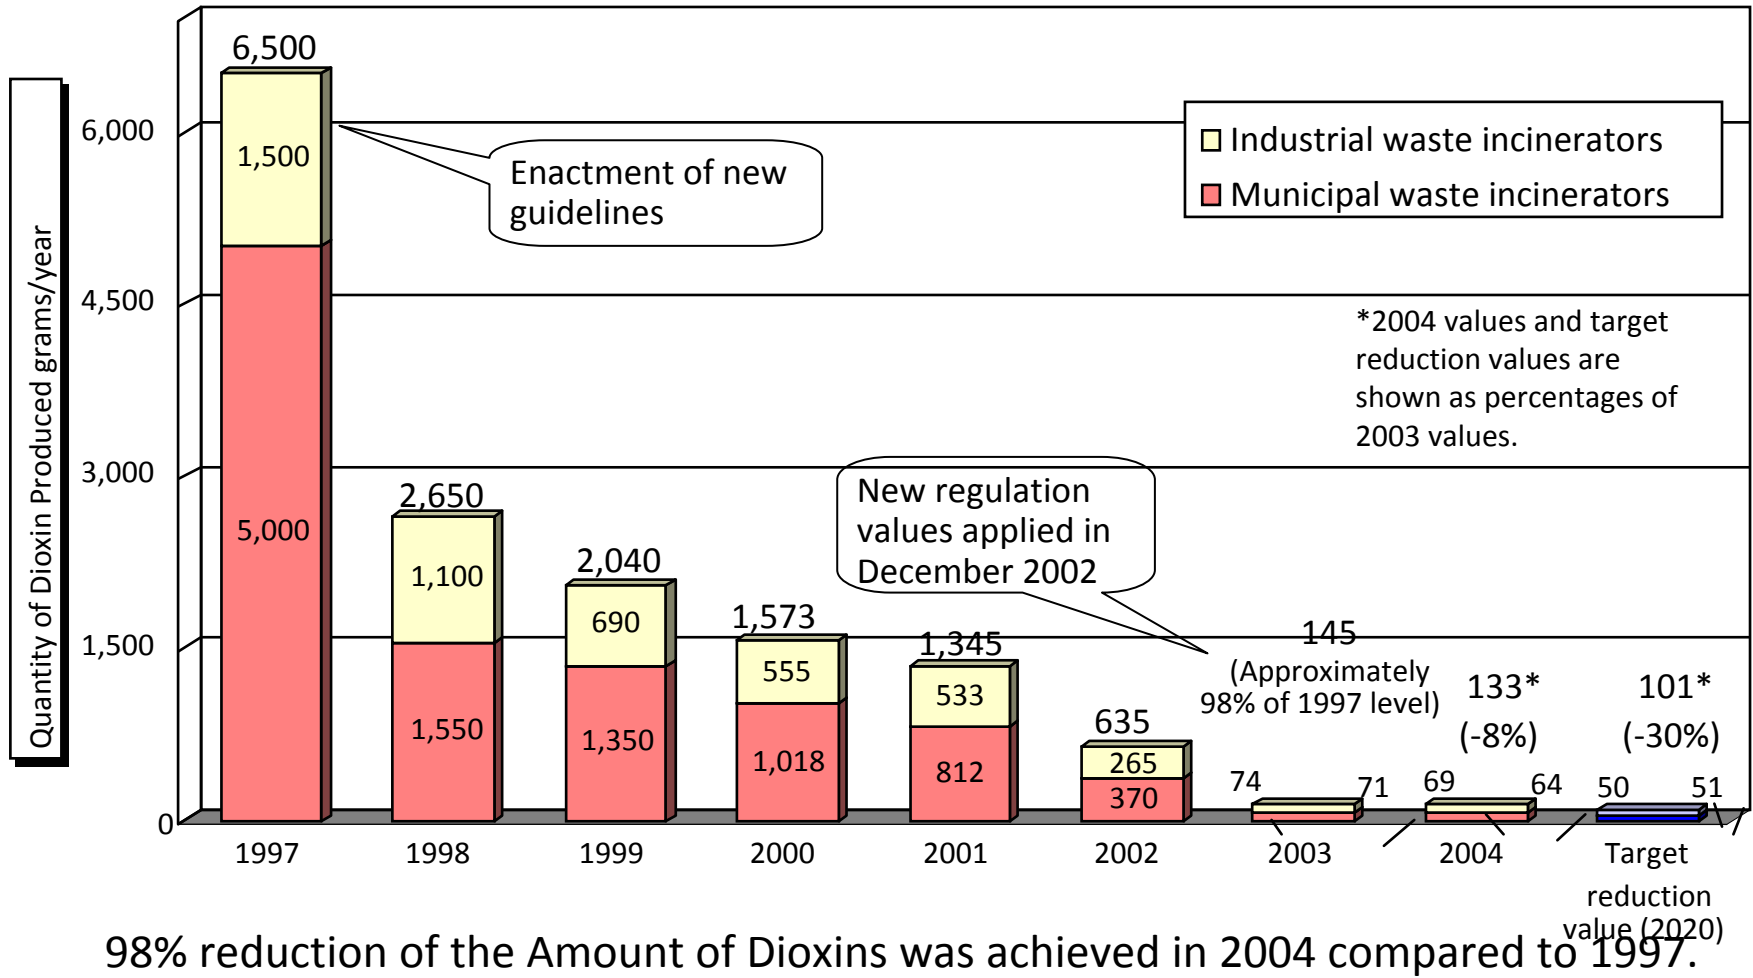 Quantity of Dioxin Produced grams/year
6,000
4,500
3,000
1,500
0
6,500
1,500
5,000
Enactment of new
guidelines
Industrial waste incinerators
Municipal waste incinerators
*2004 values and target
reduction values are
shown as percentages of
2003 values.
2,650
1,100
1,550
2,040
690
1,350
1,573
555
1,018
1,345
533
812
New regulation
values applied in
December 2002
635
265
370
145
(Approximately
98% of 1997 level)
74
71
133*
(-8%)
69
64
101*
(-30%)
50
51
1997
1998
1999
2000
2001
2002
2003
2004
Target
reduction
value (2020)
98% reduction of the Amount of Dioxins was achieved in 2004 compared to 1997.